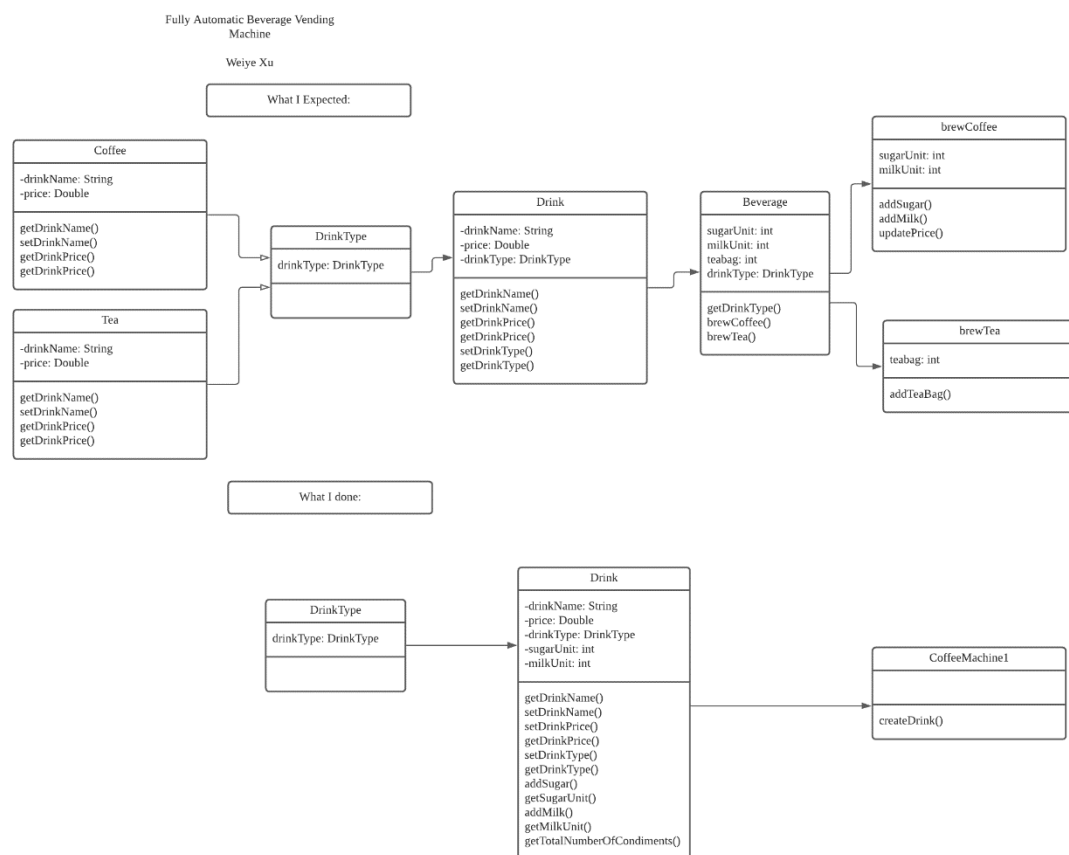 Fully Automatic Beverage Vending
Machine
Weiye Xu
What I Expected:
Coffee
-drinkName: String
-price: Double
getDrinkName()
setDrinkName()
getDrinkPrice()
getDrinkPrice()
Tea
-drinkName: String
-price: Double
getDrinkName()
setDrinkName()
getDrinkPrice()
getDrinkPrice()
DrinkType
drinkType: DrinkType
Drink
-drinkName: String
-price: Double
-drinkType: DrinkType
getDrinkName()
setDrinkName()
getDrinkPrice()
getDrinkPrice()
setDrinkType()
getDrinkType()
Beverage
sugarUnit: int
milkUnit: int
teabag: int
drinkType: DrinkType
getDrinkType()
brewCoffee()
brewTea()
brewCoffee
sugarUnit: int
milkUnit: int
addSugar()
addMilk()
updatePrice()
brewTea
teabag: int
addTeaBag()
What I done:
DrinkType
drinkType: DrinkType
Drink
-drinkName: String
-price: Double
-drinkType: DrinkType
-sugarUnit: int
-milkUnit: int
getDrinkName()
setDrinkName()
setDrinkPrice()
getDrinkPrice()
setDrinkType()
getDrinkType()
addSugar()
getSugarUnit()
addMilk()
getMilkUnit()
getTotalNumberOfCondiments()
CoffeeMachine1
createDrink()